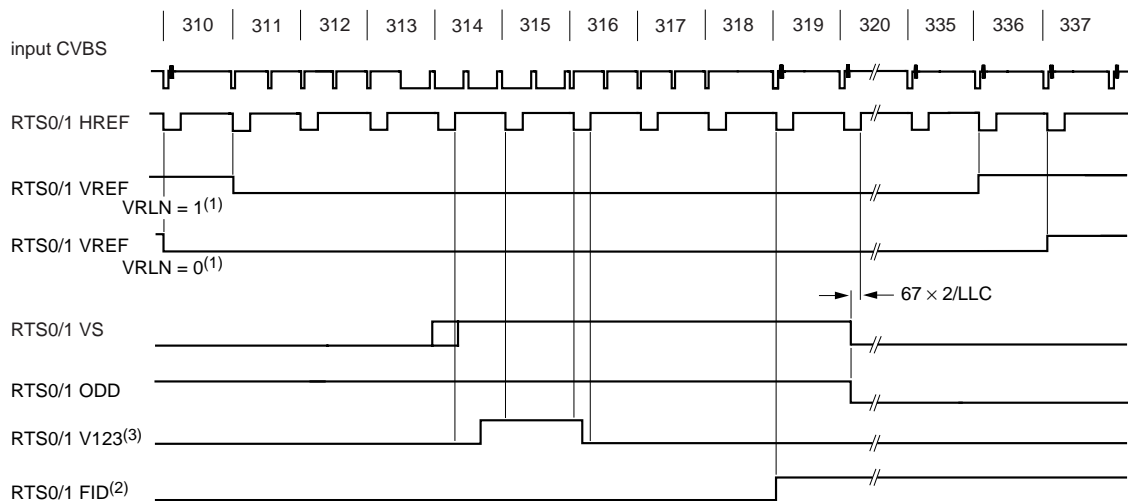 310 311 312 313 314 315 316 317 318 319 320 335 336 337
input CVBS
RTS0/1 HREF
RTS0/1 VREF
VRLN = 1(1)
RTS0/1 VREF
VRLN = 0(1)
67 × 2/LLC
RTS0/1 VS
RTS0/1 ODD
RTS0/1 V123(3)
RTS0/1 FID(2)